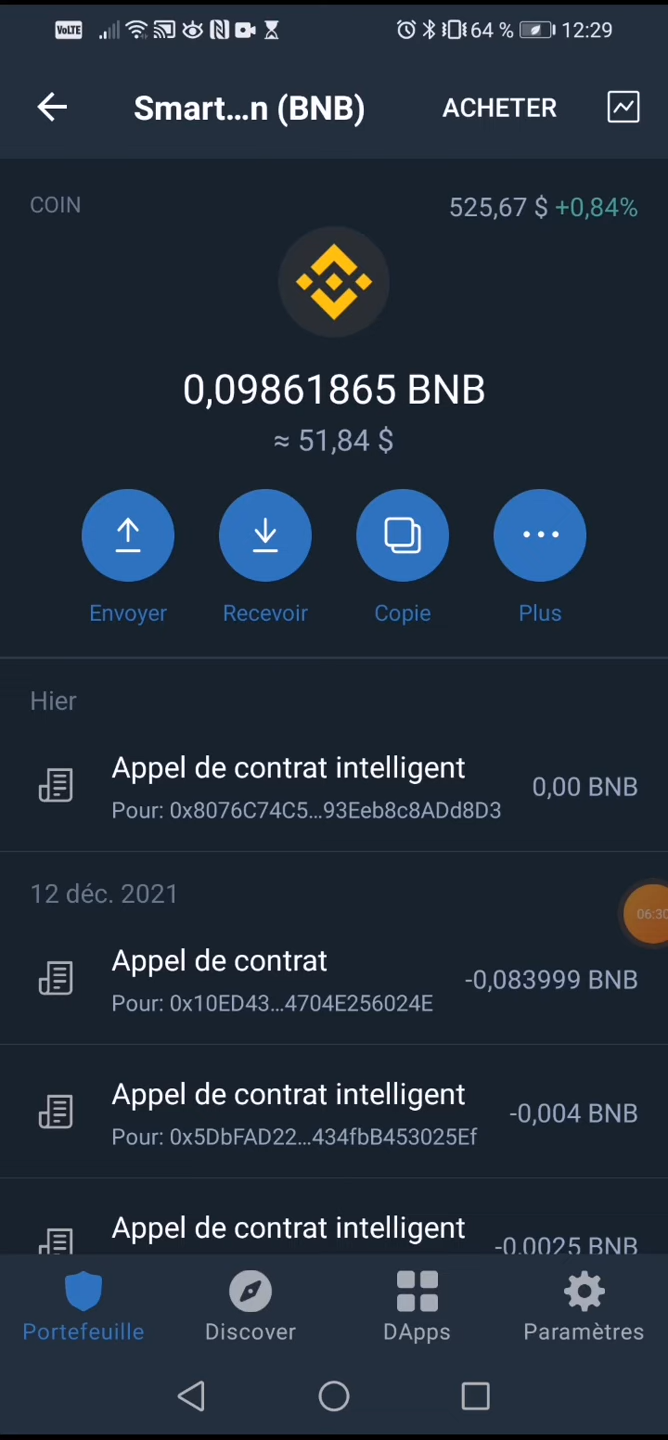 VoLTE 64 % 12:29
Smart...n (BNB) ACHETER
COIN 525,67 $ +0,84%
0,09861865 BNB
≈ 51,84 $
Envoyer Recevoir Copie Plus
Hier
Appel de contrat intelligent
Pour: 0x8076C74C5...93Eeb8c8ADd8D3 0,00 BNB
12 déc. 2021
06:30
Appel de contrat
Pour: 0x10ED43...4704E256024E -0,083999 BNB
Appel de contrat intelligent
Pour: 0x5DbFAD22...434fbB453025Ef -0,004 BNB
Appel de contrat intelligent
-0,0025 BNB
Portefeuille Discover DApps Paramètres